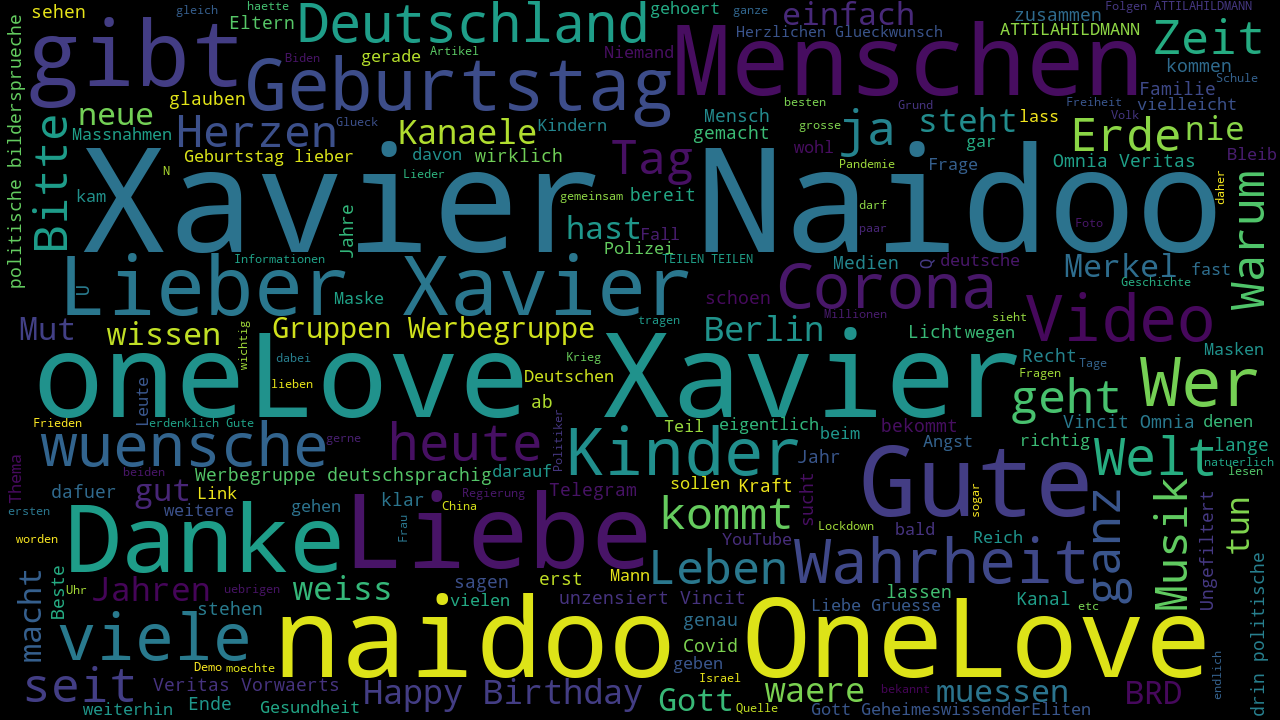 sehen
gleich
haette
Eltern
Deutschland
gehoert
ganze
einfach
zusammen
Folgen ATTILAHILDMANN
Herzlichen Glueckwunsch
ATTILAHILDMANN
Zeit
gibt
Geburtstag
gerade
Artikel
Biden
Niemand
Menschen
kommen
Schule
politische bildersprueche
glauben
neue
Familie
vielleicht
besten
Grund
Freiheit
Volk
Bitte
Massnahmen
Herzen
Glueck
Kanaele
Kindern
Mensch
gemacht
grosse
ja
steht
lass
gar
Erde
nie
Geburtstag lieber
davon
wirklich
Tag
wohl
Pandemie
Frage
Omnia Veritas
Bleib
N
Lieder
kam
Xavier Naidoo
gemeinsam
bereit
darf
paar
daher
Warum
Jahre
hast
Fall
Polizei
Foto
Informationen
TEILEN TEILEN
Medien
Q
deutsche
Merkel
fast
Geschichte
Lieber Xavier
U
Maske
schoen
Corona
Millionen
Video
Mut
wissen
wichtig
Gruppen Werbegruppe
tragen
Berlin
Licht
wegen
sieht
Recht
Tage
Masken
oneLove Xavier
dabei
Krieg
lieben
Deutschen
ab
Fragen
geht
Wer
Leute
Frieden
erdenklich Gute
gerne
Politiker
Teil
eigentlich
beim
bekommt
Angst
richtig
Vincit Omnia
denen
wuensche
heute
Kinder
Jahr
Gute
Welt
lange
natuerlich
lesen
Thema
beiden
Werbegruppe deutschsprachig
darauf
dafuer
gut
Link
klar
Regierung
Telegram
sollen
Kraft
sucht
sogar
ganz
Musik
Ungefiltert
tun
ersten
weitere
gehen
China
Frau
Danke
Liebe
kommt
Lockdown
bald
YouTube
Reich
worden
Wahrheit
macht
Beste
Uhr
Jahren
uebrigen
weiss
sagen
erst
Mann
Leben
lassen
Kanal
etc
drin politische
stehen
vielen
unzensiert Vincit
Liebe Gruesse
viele
naidoo OneLove
genau
Covid
geben
Demo
moechte
Israel
endlich
seit
Veritas Vorwaerts
Happy Birthday
Gott
waere
bekannt
muessen
BRD
weiterhin
Ende
Gesundheit
Quelle
Gott GeheimeswissenderEliten